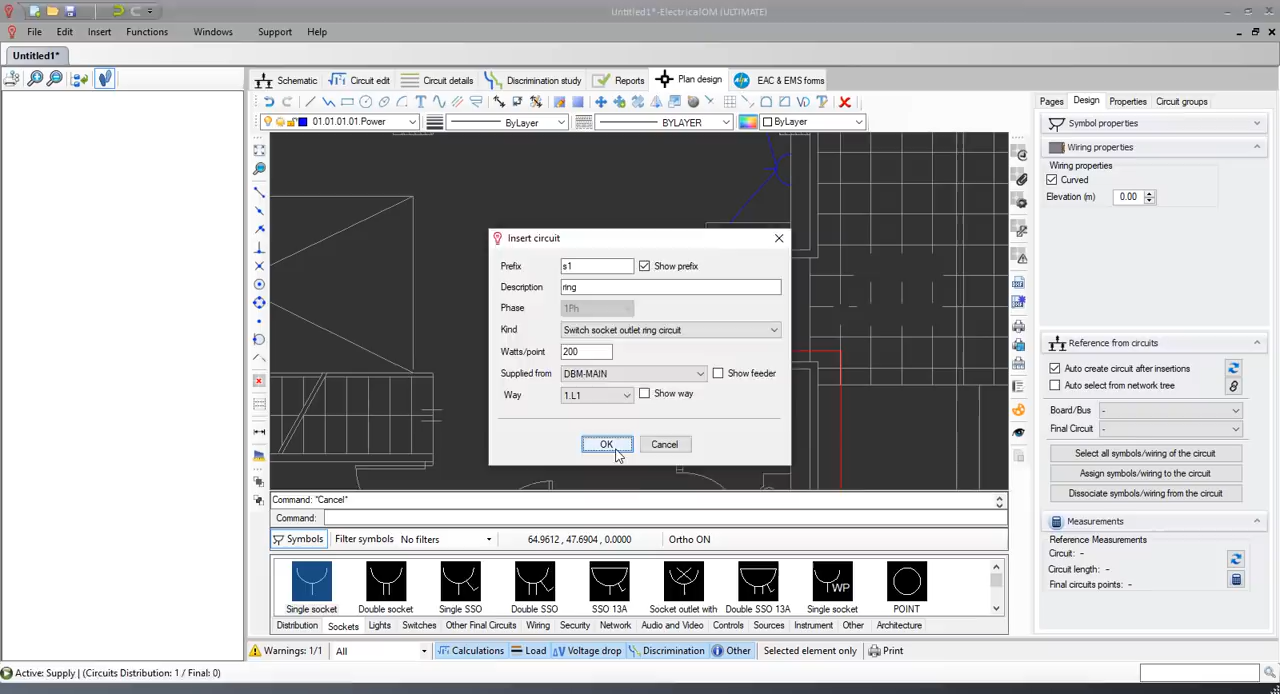 Untitled1*-ElectricalOM (ULTIMATE)
File Edit Insert Functions Windows Support Help
Untitled1*
Schematic Circuit edit Circuit details Discrimination study Reports Plan design EAC & EMS forms
01.01.01.01.Power ByLayer BYLAYER ByLayer
Pages Design Properties Circuit groups
Symbol properties
Wiring properties
Wiring properties
Curved
Elevation (m) 0.00
Insert circuit
Prefix s1 Show prefix
Description ring
Phase 1Ph
Kind Switch socket outlet ring circuit
Watts/point 200
Supplied from DBM-MAIN Show feeder
Way 1.L1 Show way
OK Cancel
Reference from circuits
Auto create circuit after insertions
Auto select from network tree
Board/Bus -
Final Circuit -
Select all symbols/wiring of the circuit
Assign symbols/wiring to the circuit
Dissociate symbols/wiring from the circuit
Measurements
Reference Measurements
Circuit: -
Circuit length: -
Final circuits points: -
Command: *Cancel*
Command:
Symbols Filter symbols No filters 64.9612 , 47.6904 , 0.0000 Ortho ON
WP
Single socket Double socket Single SSO Double SSO SSO 13A Socket outlet with Double SSO 13A Single socket POINT
Distribution Sockets Lights Switches Other Final Circuits Wiring Security Network Audio and Video Controls Sources Instrument Other Architecture
Warnings: 1/1 All Calculations Load Voltage drop Discrimination Other Selected element only Print
Active: Supply | (Circuits Distribution: 1 / Final: 0)